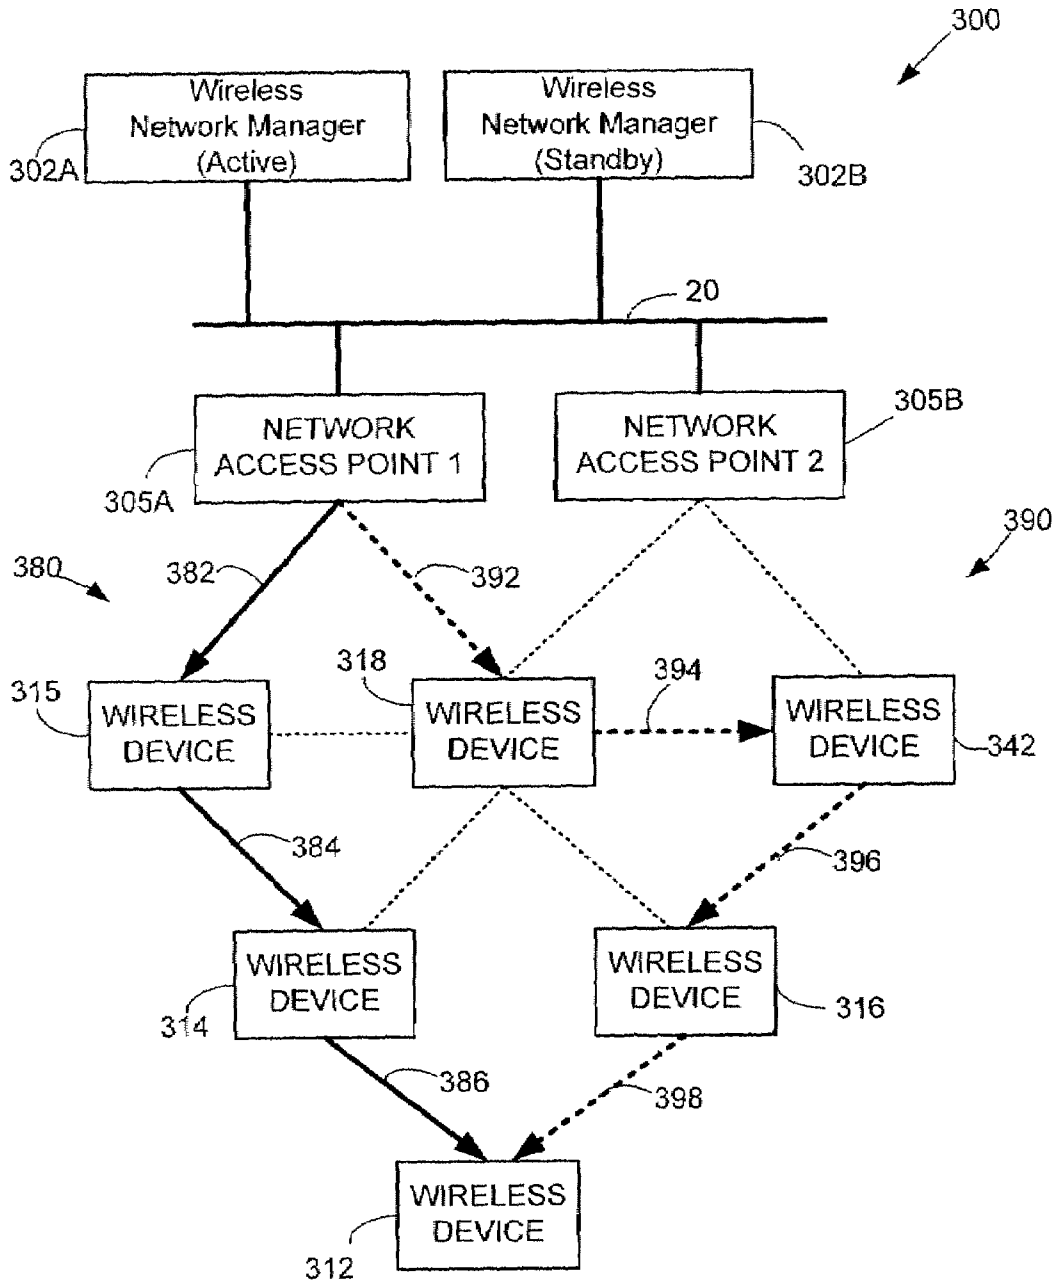 300
Wireless
Network Manager
(Active)
302A
Wireless
Network Manager
(Standby)
302B
20
NETWORK
ACCESS POINT 1
305A
NETWORK
ACCESS POINT 2
305B
380
382
392
390
315
WIRELESS
DEVICE
318
WIRELESS
DEVICE
394
WIRELESS
DEVICE
342
384
396
WIRELESS
DEVICE
314
WIRELESS
DEVICE
316
386
398
WIRELESS
DEVICE
312